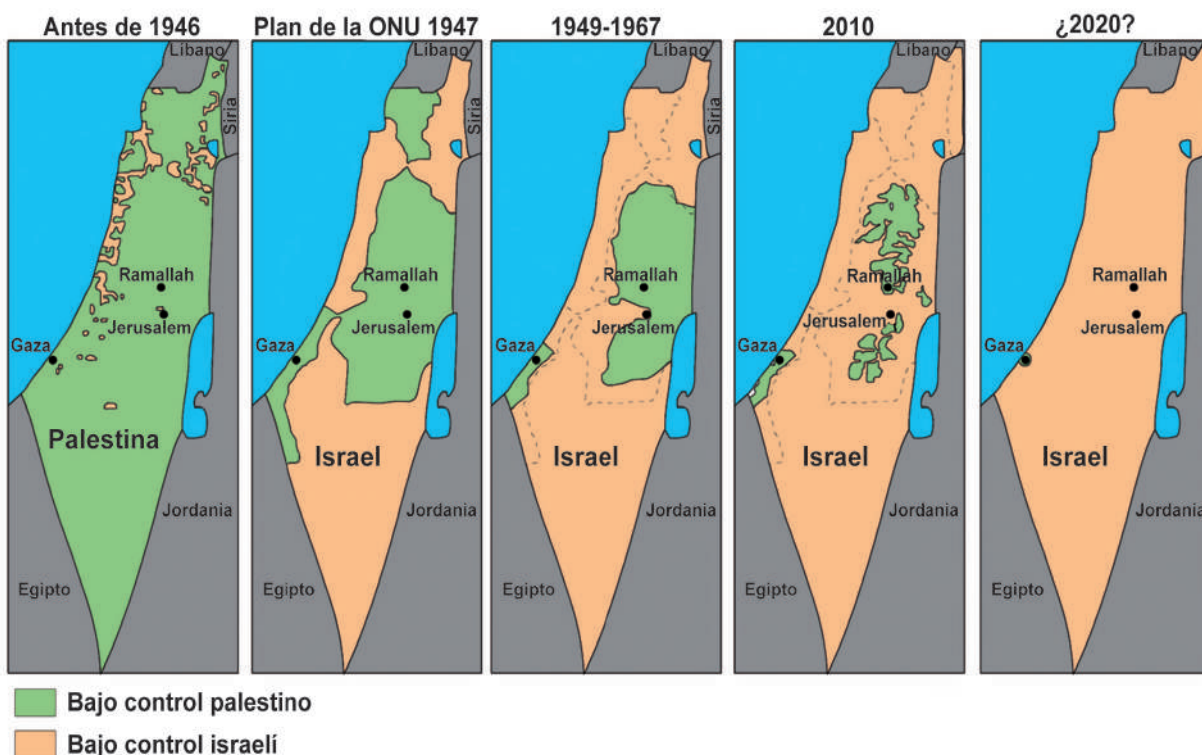 Antes de 1946
Líbano
Siria
Ramallah
Jerusalem
Gaza
Palestina
Jordania
Egipto
Plan de la ONU 1947
Líbano
Siria
Ramallah
Jerusalem
Gaza
Israel
Jordania
Egipto
1949-1967
Líbano
Siria
Ramallah
Jerusalem
Gaza
Israel
Jordania
Egipto
2010
Líbano
Siria
Ramallah
Jerusalem
Gaza
Israel
Jordania
Egipto
¿2020?
Líbano
Siria
Ramallah
Jerusalem
Gaza
Israel
Jordania
Egipto
Bajo control palestino
Bajo control israelí